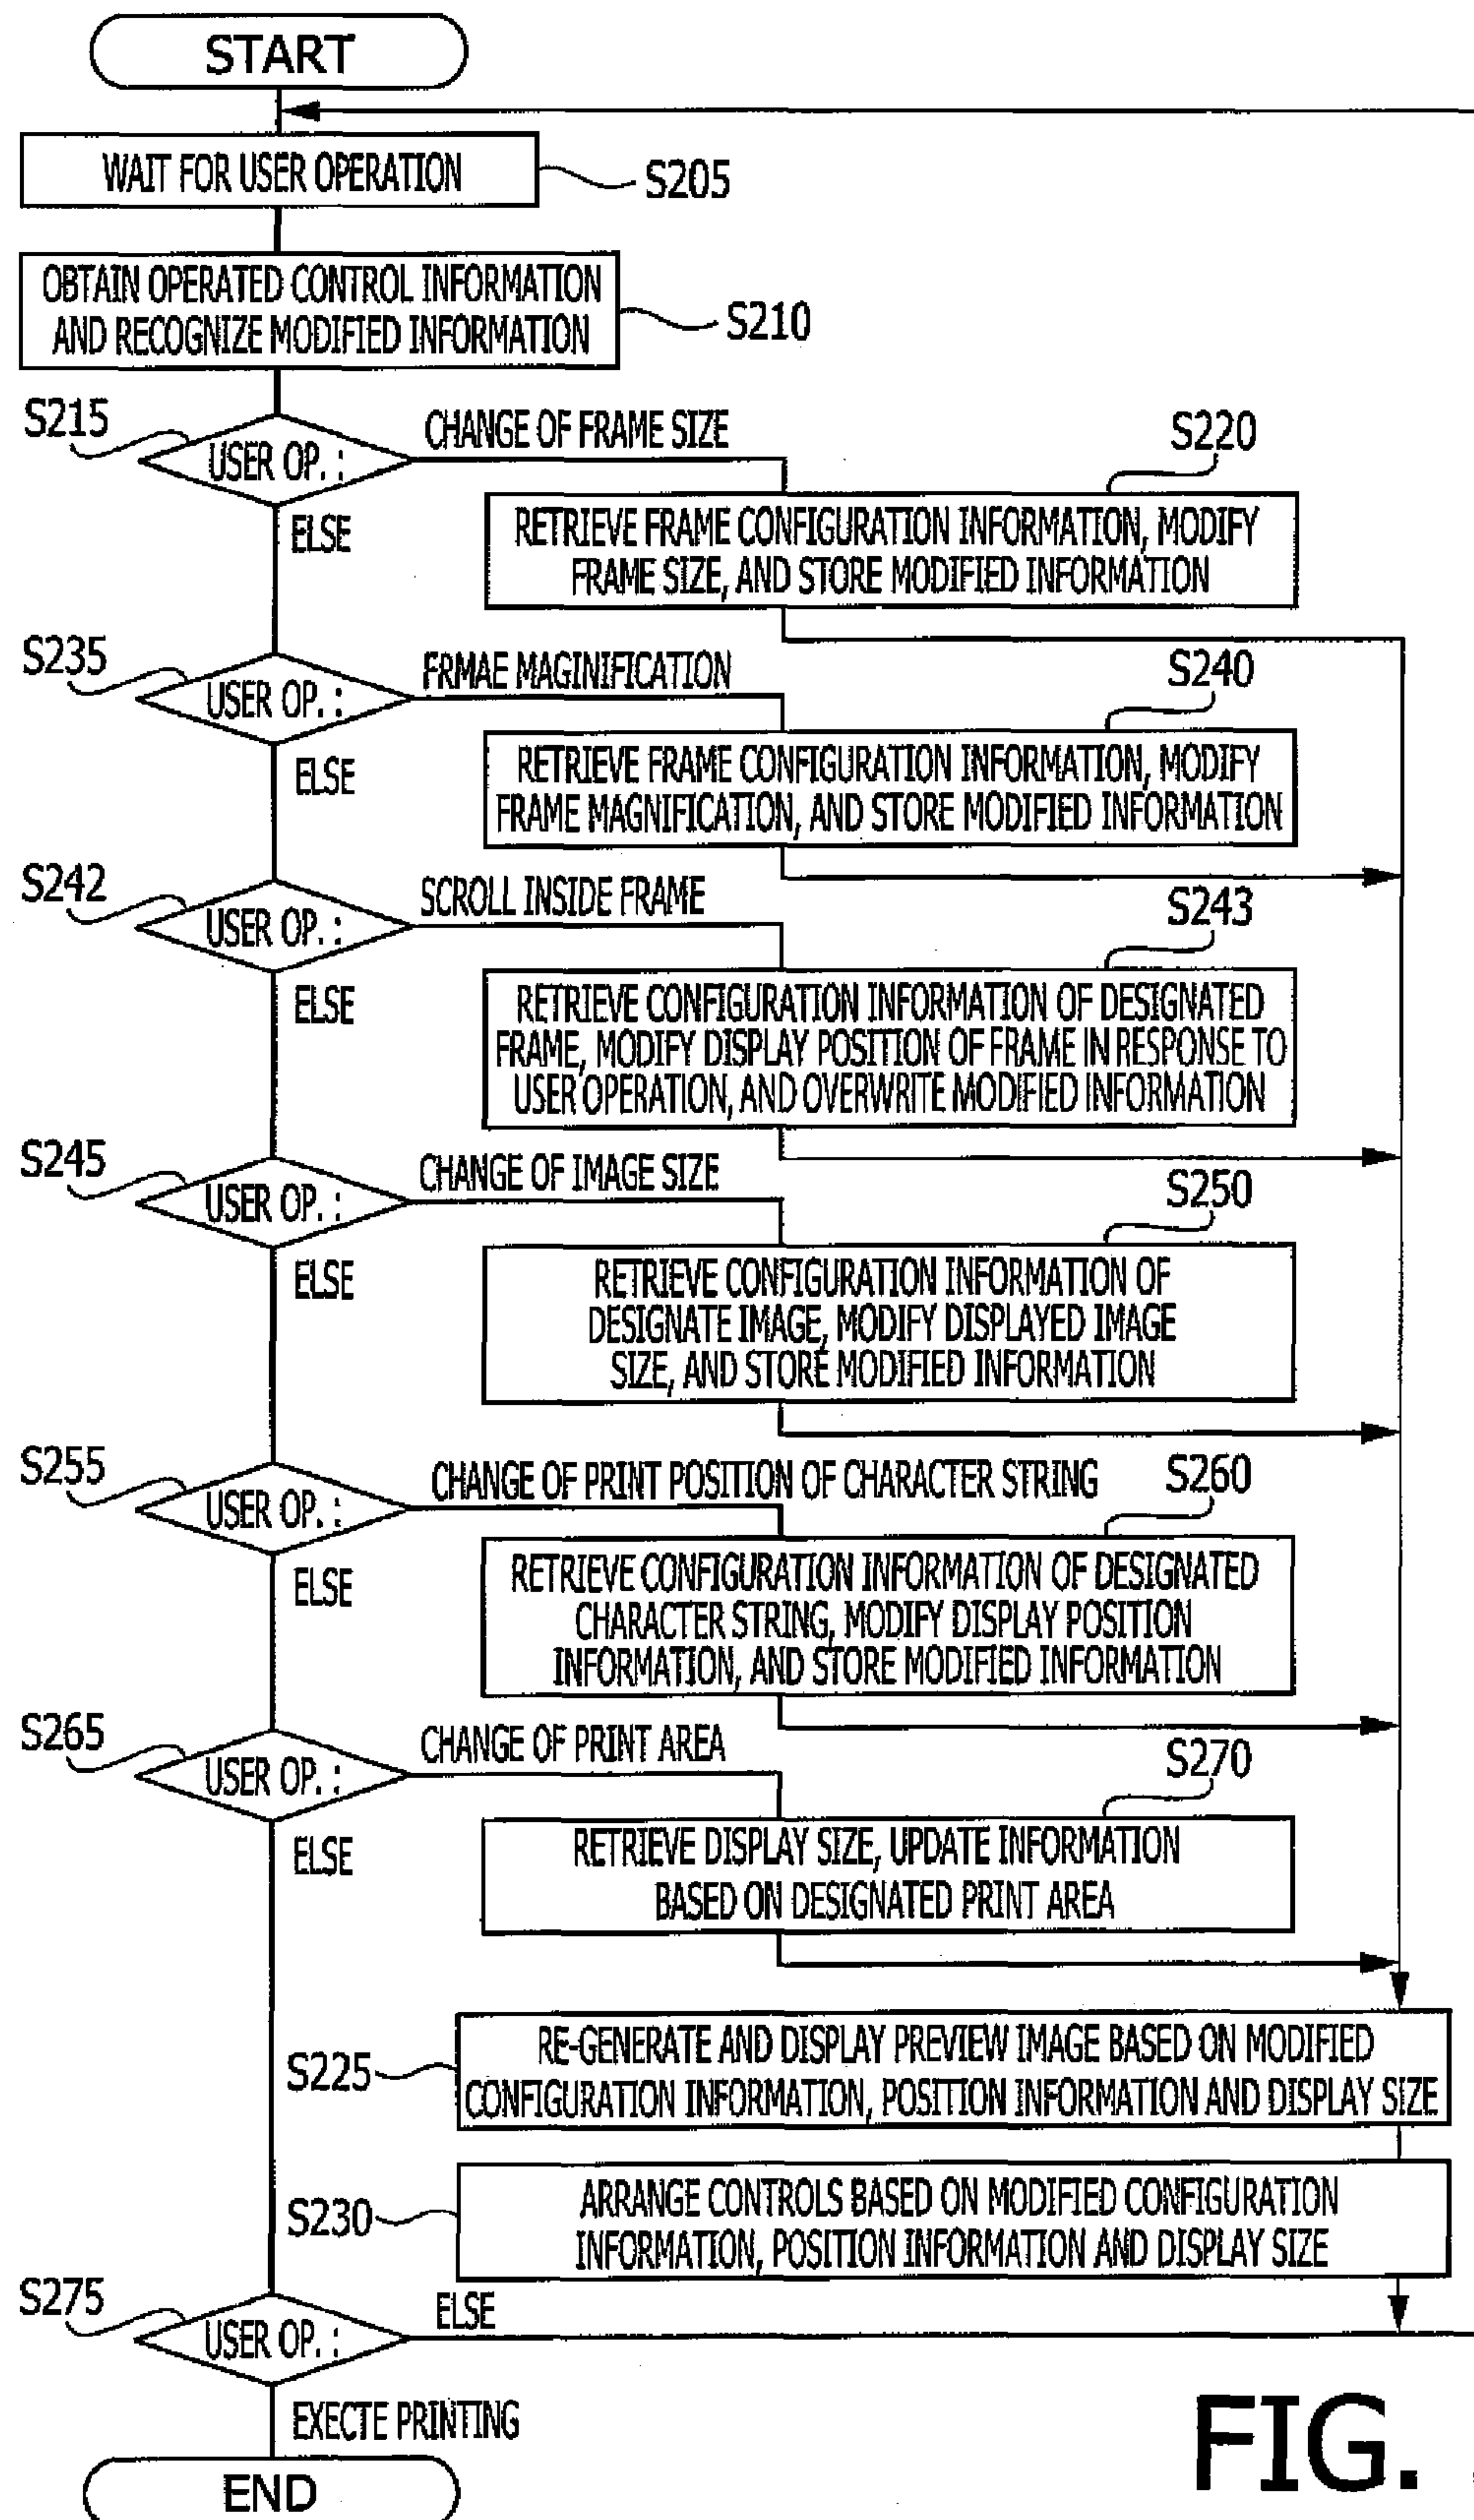 START
WAIT FOR USER OPERATION
S205
OBTAIN OPERATED CONTROL INFORMATION
AND RECOGNIZE MODIFIED INFORMATION
S210
S215
USER OP. :
CHANGE OF FRAME SIZE
S220
ELSE
RETRIEVE FRAME CONFIGURATION INFORMATION, MODIFY
FRAME SIZE, AND STORE MODIFIED INFORMATION
S235
USER OP. :
FRMAE MAGINIFICATION
S240
ELSE
RETRIEVE FRAME CONFIGURATION INFORMATION, MODIFY
FRAME MAGNIFICATION, AND STORE MODIFIED INFORMATION
S242
USER OP. :
SCROLL INSIDE FRAME
S243
ELSE
RETRIEVE CONFIGURATION INFORMATION OF DESIGNATED
FRAME, MODIFY DISPLAY POSITION OF FRAME IN RESPONSE TO
USER OPERATION, AND OVERWRITE MODIFIED INFORMATION
S245
USER OP. :
CHANGE OF IMAGE SIZE
S250
ELSE
RETRIEVE CONFIGURATION INFORMATION OF
DESIGNATE IMAGE, MODIFY DISPLAYED IMAGE
SIZE, AND STORE MODIFIED INFORMATION
S255
USER OP. :
CHANGE OF PRINT POSITION OF CHARACTER STRING
S260
ELSE
RETRIEVE CONFIGURATION INFORMATION OF DESIGNATED
CHARACTER STRING, MODIFY DISPLAY POSITION
INFORMATION, AND STORE MODIFIED INFORMATION
S265
USER OP. :
CHANGE OF PRINT AREA
S270
ELSE
RETRIEVE DISPLAY SIZE, UPDATE INFORMATION
BASED ON DESIGNATED PRINT AREA
S225
RE-GENERATE AND DISPLAY PREVIEW IMAGE BASED ON MODIFIED
CONFIGURATION INFORMATION, POSITION INFORMATION AND DISPLAY SIZE
S230
ARRANGE CONTROLS BASED ON MODIFIED CONFIGURATION
INFORMATION, POSITION INFORMATION AND DISPLAY SIZE
S275
USER OP. :
ELSE
EXECTE PRINTING
END
FIG.